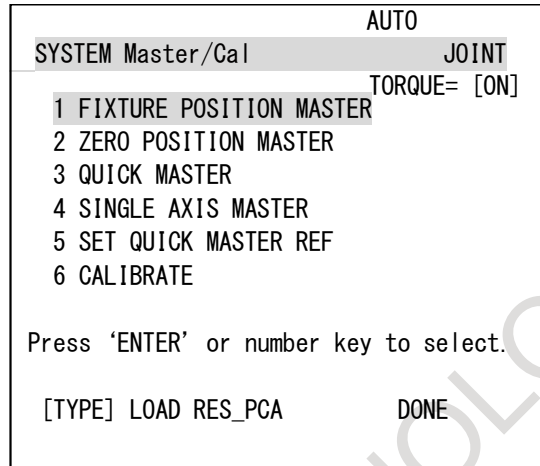 AUTO
SYSTEM Master/Cal JOINT
TORQUE= [ON]
1 FIXTURE POSITION MASTER
2 ZERO POSITION MASTER
3 QUICK MASTER
4 SINGLE AXIS MASTER
5 SET QUICK MASTER REF
6 CALIBRATE
Press ‘ENTER’ or number key to select.
[TYPE] LOAD RES_PCA DONE